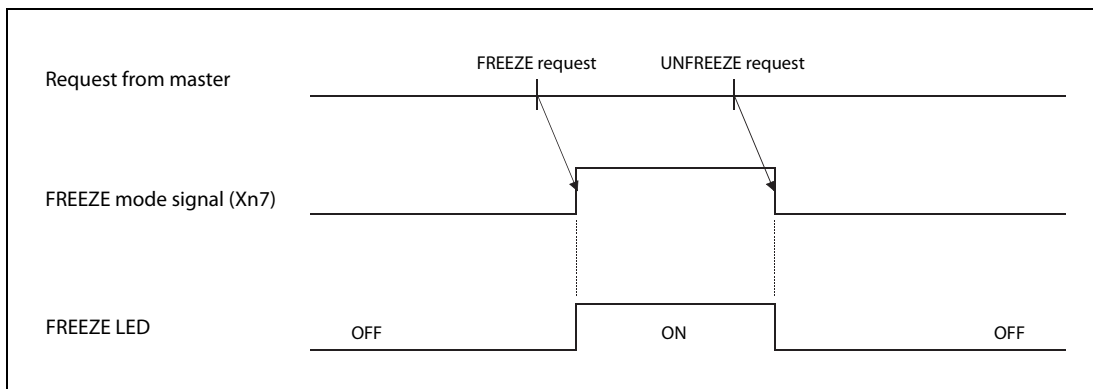 FREEZE request UNFREEZE request
Request from master
FREEZE mode signal (Xn7)
FREEZE LED
OFF ON OFF